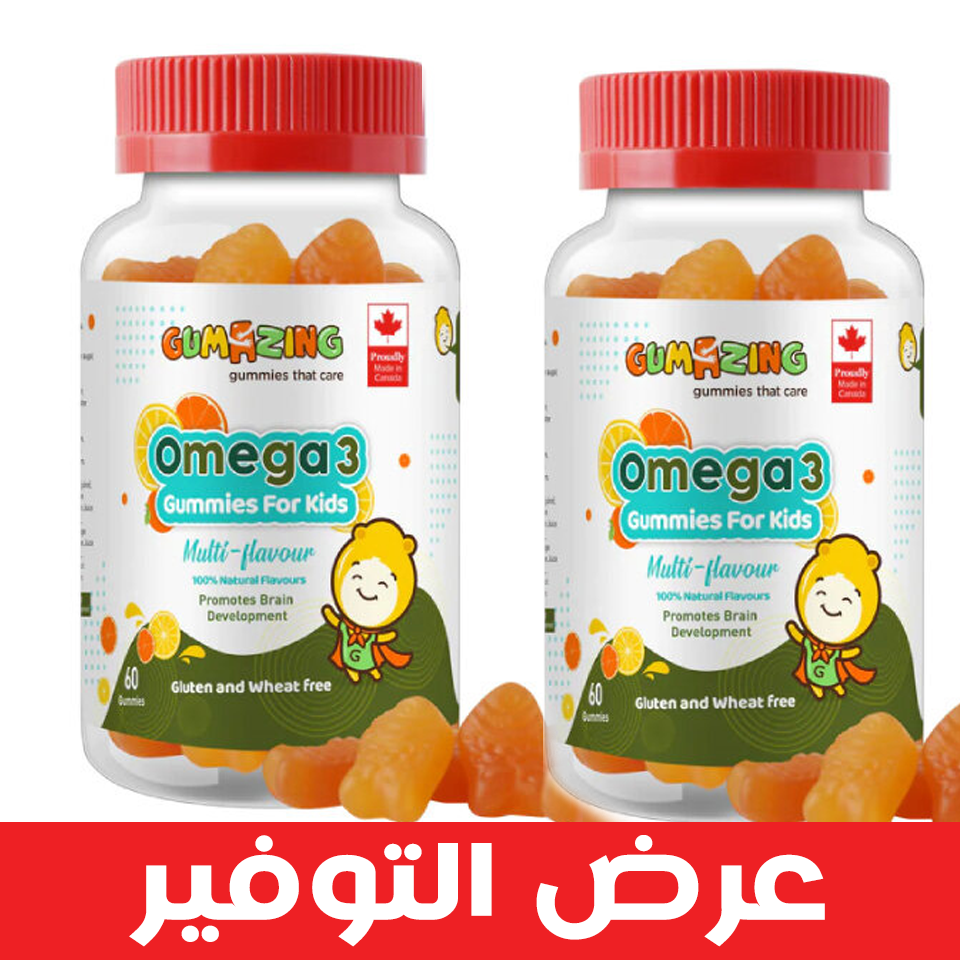 GUMAZING
gummies that care
Proudly
Made in
Canada
Omega 3
Gummies For Kids
Multi-flavour
100% Natural Flavours
Promotes Brain
Development
G
60
Gummies
Gluten and Wheat free
GUMAZING
gummies that care
Proudly
Made in
Canada
Omega 3
Gummies For Kids
Multi-flavour
100% Natural Flavours
Promotes Brain
Development
G
60
Gummies
Gluten and Wheat free
عرض التوفير